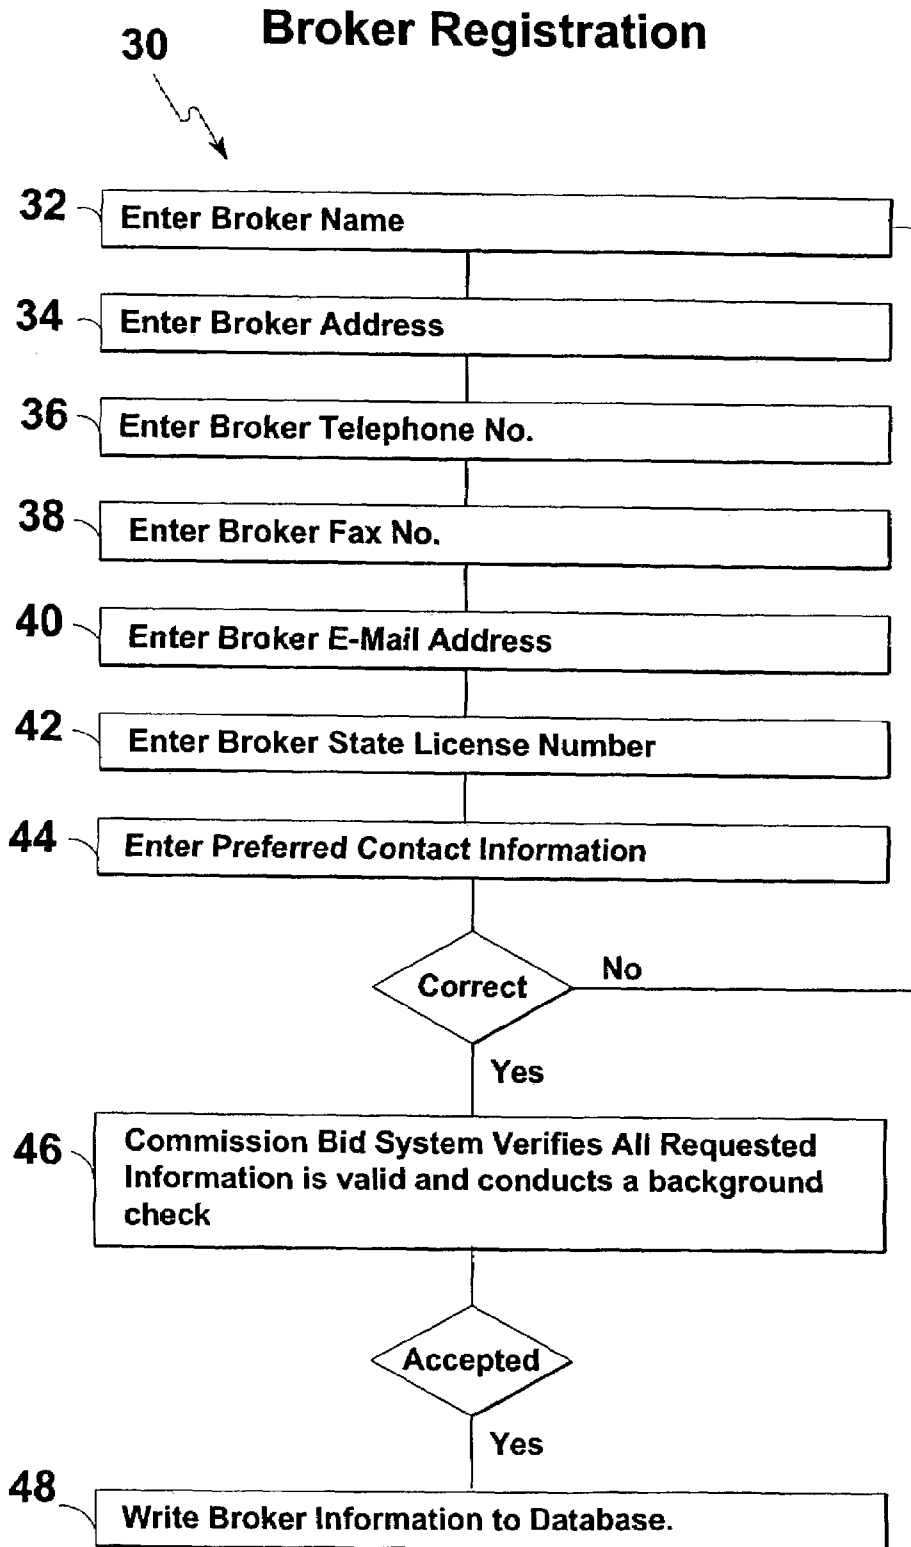 Broker Registration
30
32 Enter Broker Name
34 Enter Broker Address
36 Enter Broker Telephone No.
38 Enter Broker Fax No.
40 Enter Broker E-Mail Address
42 Enter Broker State License Number
44 Enter Preferred Contact Information
Correct No
Yes
46 Commission Bid System Verifies All Requested
Information is valid and conducts a background
check
Accepted
Yes
48 Write Broker Information to Database.